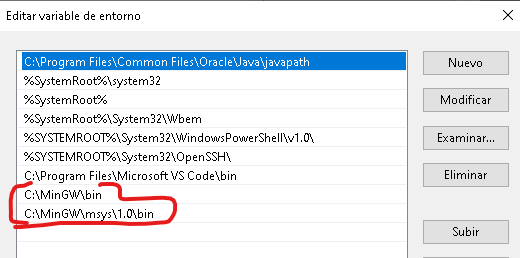 Editar variable de entorno
C:\Program Files\Common Files\Oracle\Java\javapath
%SystemRoot%\system32
%SystemRoot%
%SystemRoot%\System32\Wbem
%SYSTEMROOT%\System32\WindowsPowerShell\v1.0\
%SYSTEMROOT%\System32\OpenSSH\
C:\Program Files\Microsoft VS Code\bin
C:\MinGW\bin
C:\MinGW\msys\1.0\bin
Nuevo
Modificar
Examinar...
Eliminar
Subir